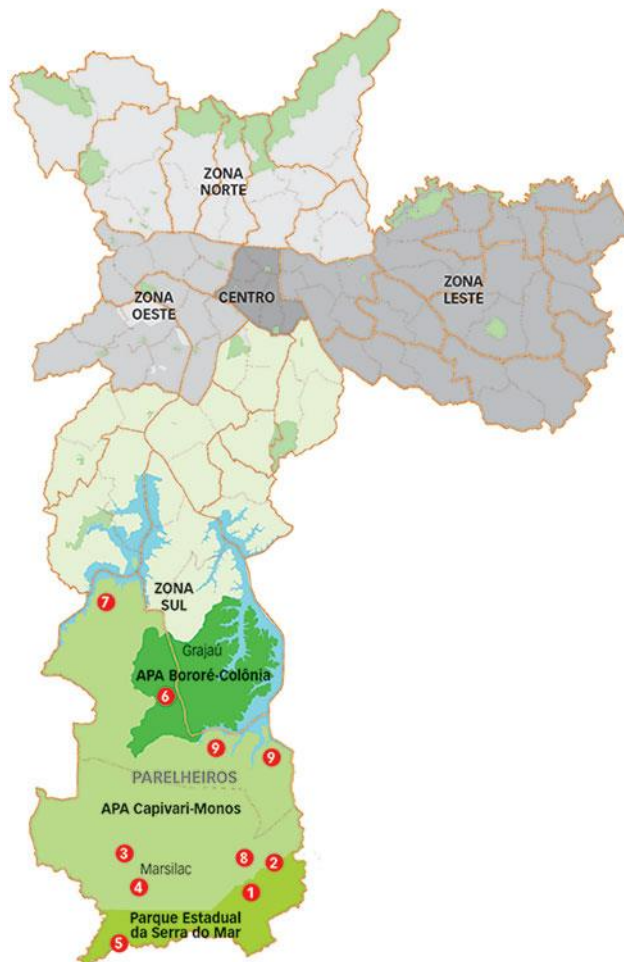 ZONA
NORTE
ZONA
OESTE
CENTRO
ZONA
LESTE
ZONA
SUL
7
Grajaú
APA Bororé-Colônia
6
9
9
PARELHEIROS
APA Capivari-Monos
3
8
2
Marsilac
4
1
Parque Estadual
da Serra do Mar
5